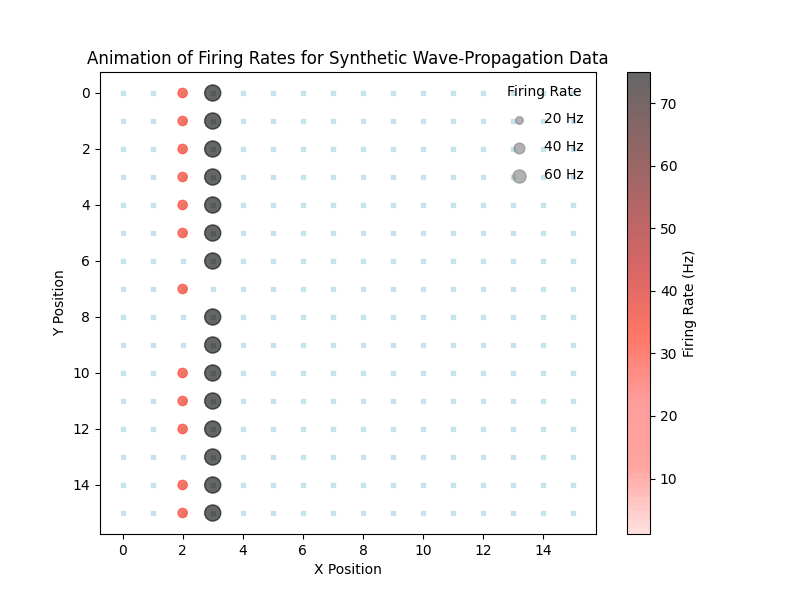 Animation of Firing Rates for Synthetic Wave-Propagation Data
Firing Rate
20 Hz
40 Hz
60 Hz
0
2
4
6
8
10
12
14
Y Position
0
2
4
6
8
10
12
14
X Position
70
60
50
40
30
20
10
Firing Rate (Hz)